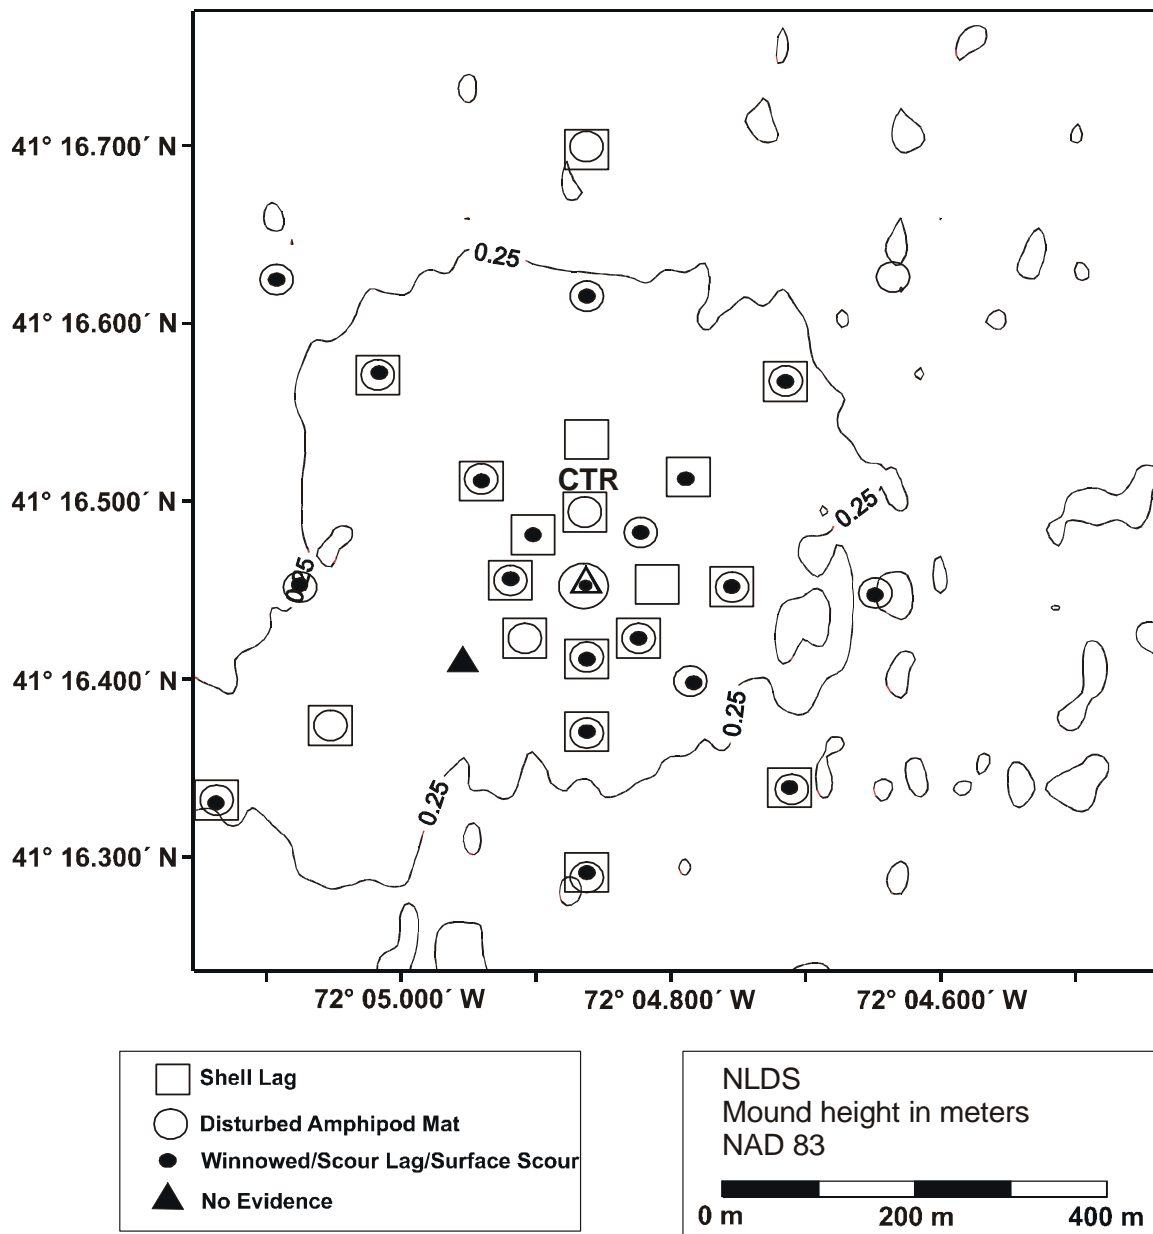 41° 16.700´ N
0.25
41° 16.600´ N
CTR
41° 16.500´ N
0.25
0.25
41° 16.400´ N
0.25
0.25
41° 16.300´ N
72° 05.000´ W
72° 04.800´ W
72° 04.600´ W
Shell Lag
Disturbed Amphipod Mat
Winnowed/Scour Lag/Surface Scour
No Evidence
NLDS
Mound height in meters
NAD 83
0 m
200 m
400 m